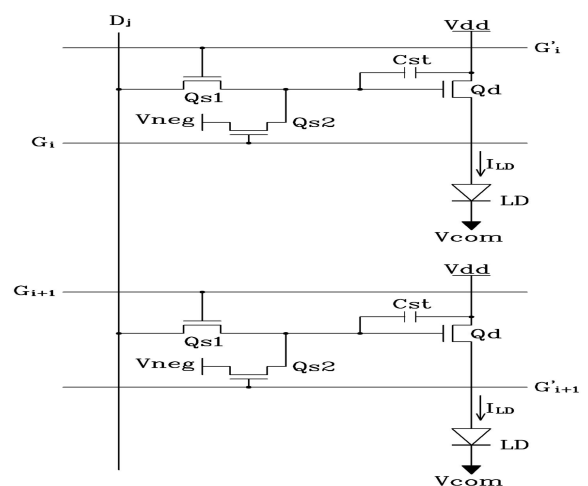 Dj
Vdd
G'i
Cst
Qs1
Qd
Vneg
Qs2
Gi
ILD
LD
Vcom
Vdd
Gi+1
Cst
Qs1
Qd
Vneg
Qs2
G'i+1
ILD
LD
Vcom